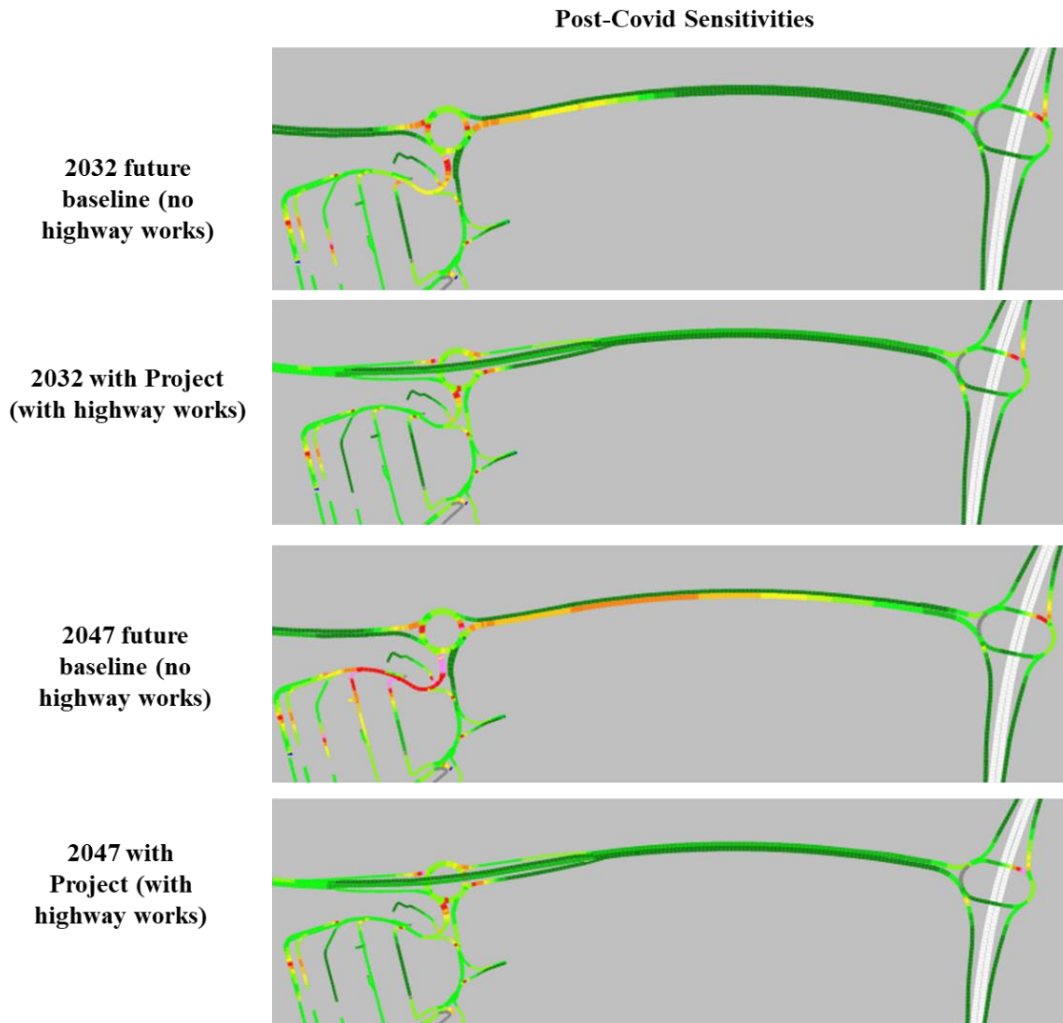 Post-Covid Sensitivities
2032 future
baseline (no
highway works)
2032 with Project
(with highway works)
2047 future
baseline (no
highway works)
2047 with
Project (with
highway works)